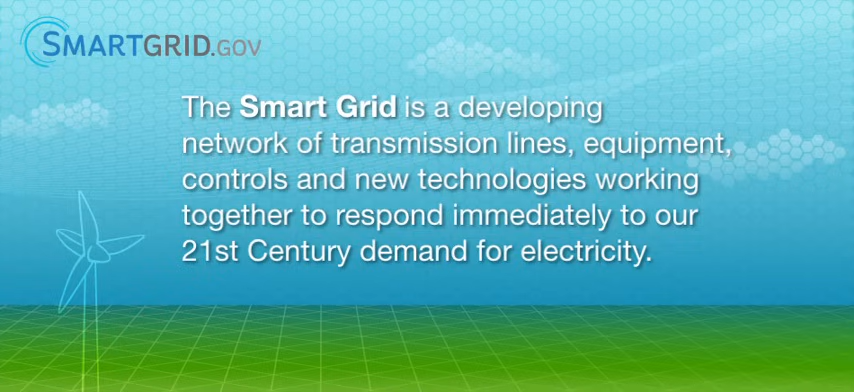 SMARTGRID.GOV
The Smart Grid is a developing
network of transmission lines, equipment,
controls and new technologies working
together to respond immediately to our
21st Century demand for electricity.